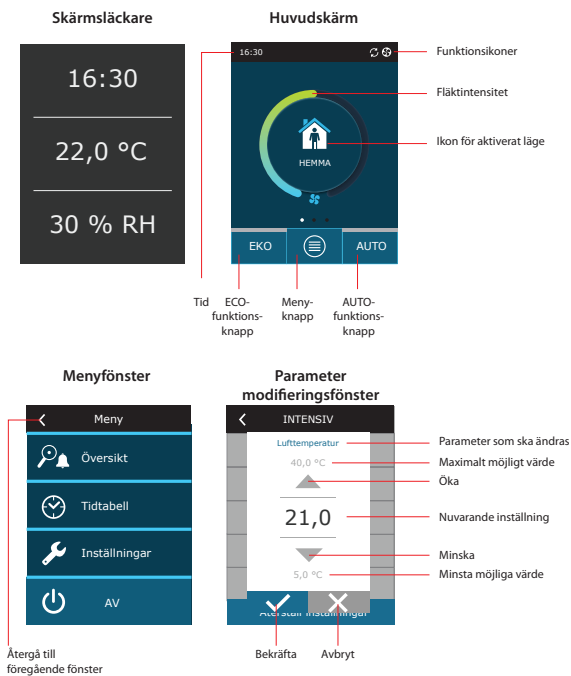 Skärmsläckare
16:30
22,0 °C
30 % RH
Huvudskärm
16:30
HEMMA
EKO
AUTO
Funktionsikoner
Fläktintensitet
Ikon för aktiverat läge
Tid
ECO-
funktions-
knapp
Meny-
knapp
AUTO-
funktions-
knapp
Menyfönster
Meny
Översikt
Tidtabell
Inställningar
AV
Återgå till
föregående fönster
Parameter
modifieringsfönster
INTENSIV
Lufttemperatur
40,0 °C
21,0
5,0 °C
Återställ inställningar
Parameter som ska ändras
Maximalt möjligt värde
Öka
Nuvarande inställning
Minska
Minsta möjliga värde
Bekräfta
Avbryt